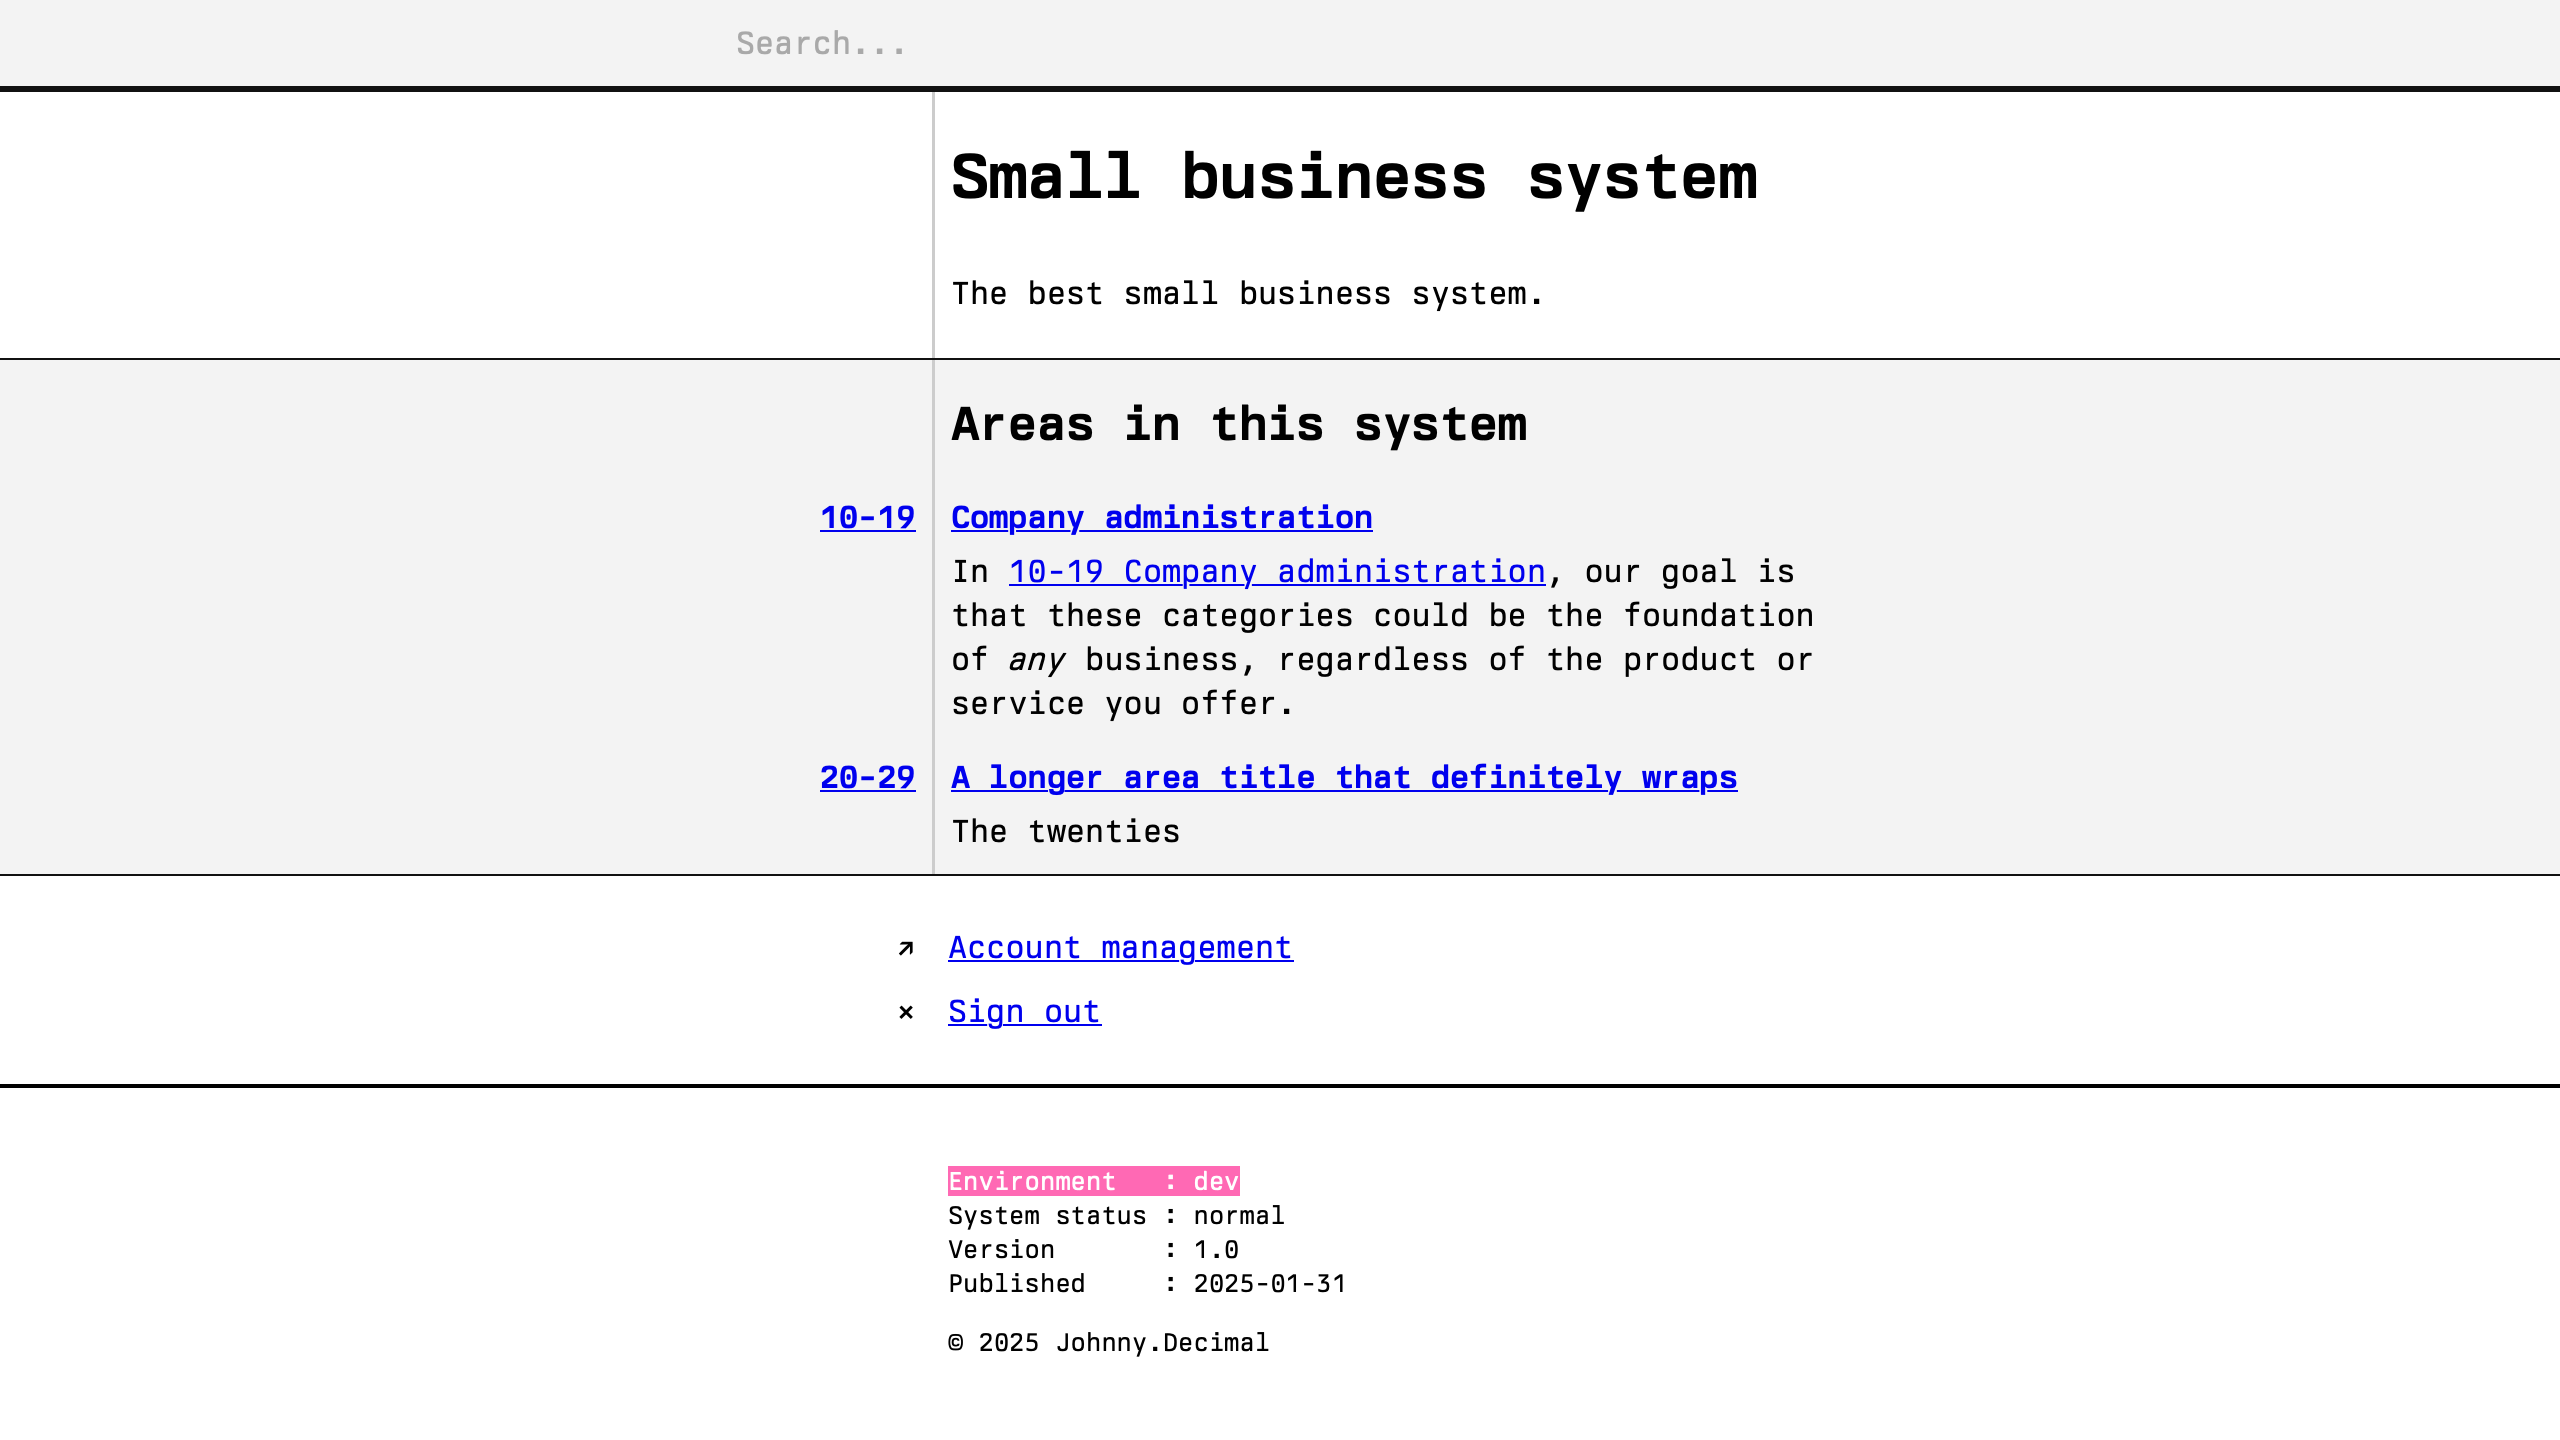 Search...
Small business system
The best small business system.
Areas in this system
10-19 Company administration
In 10-19 Company administration, our goal is
that these categories could be the foundation
of any business, regardless of the product or
service you offer.
20-29 A longer area title that definitely wraps
The twenties
↗ Account management
× Sign out
Environment   : dev
System status : normal
Version       : 1.0
Published     : 2025-01-31
© 2025 Johnny.Decimal